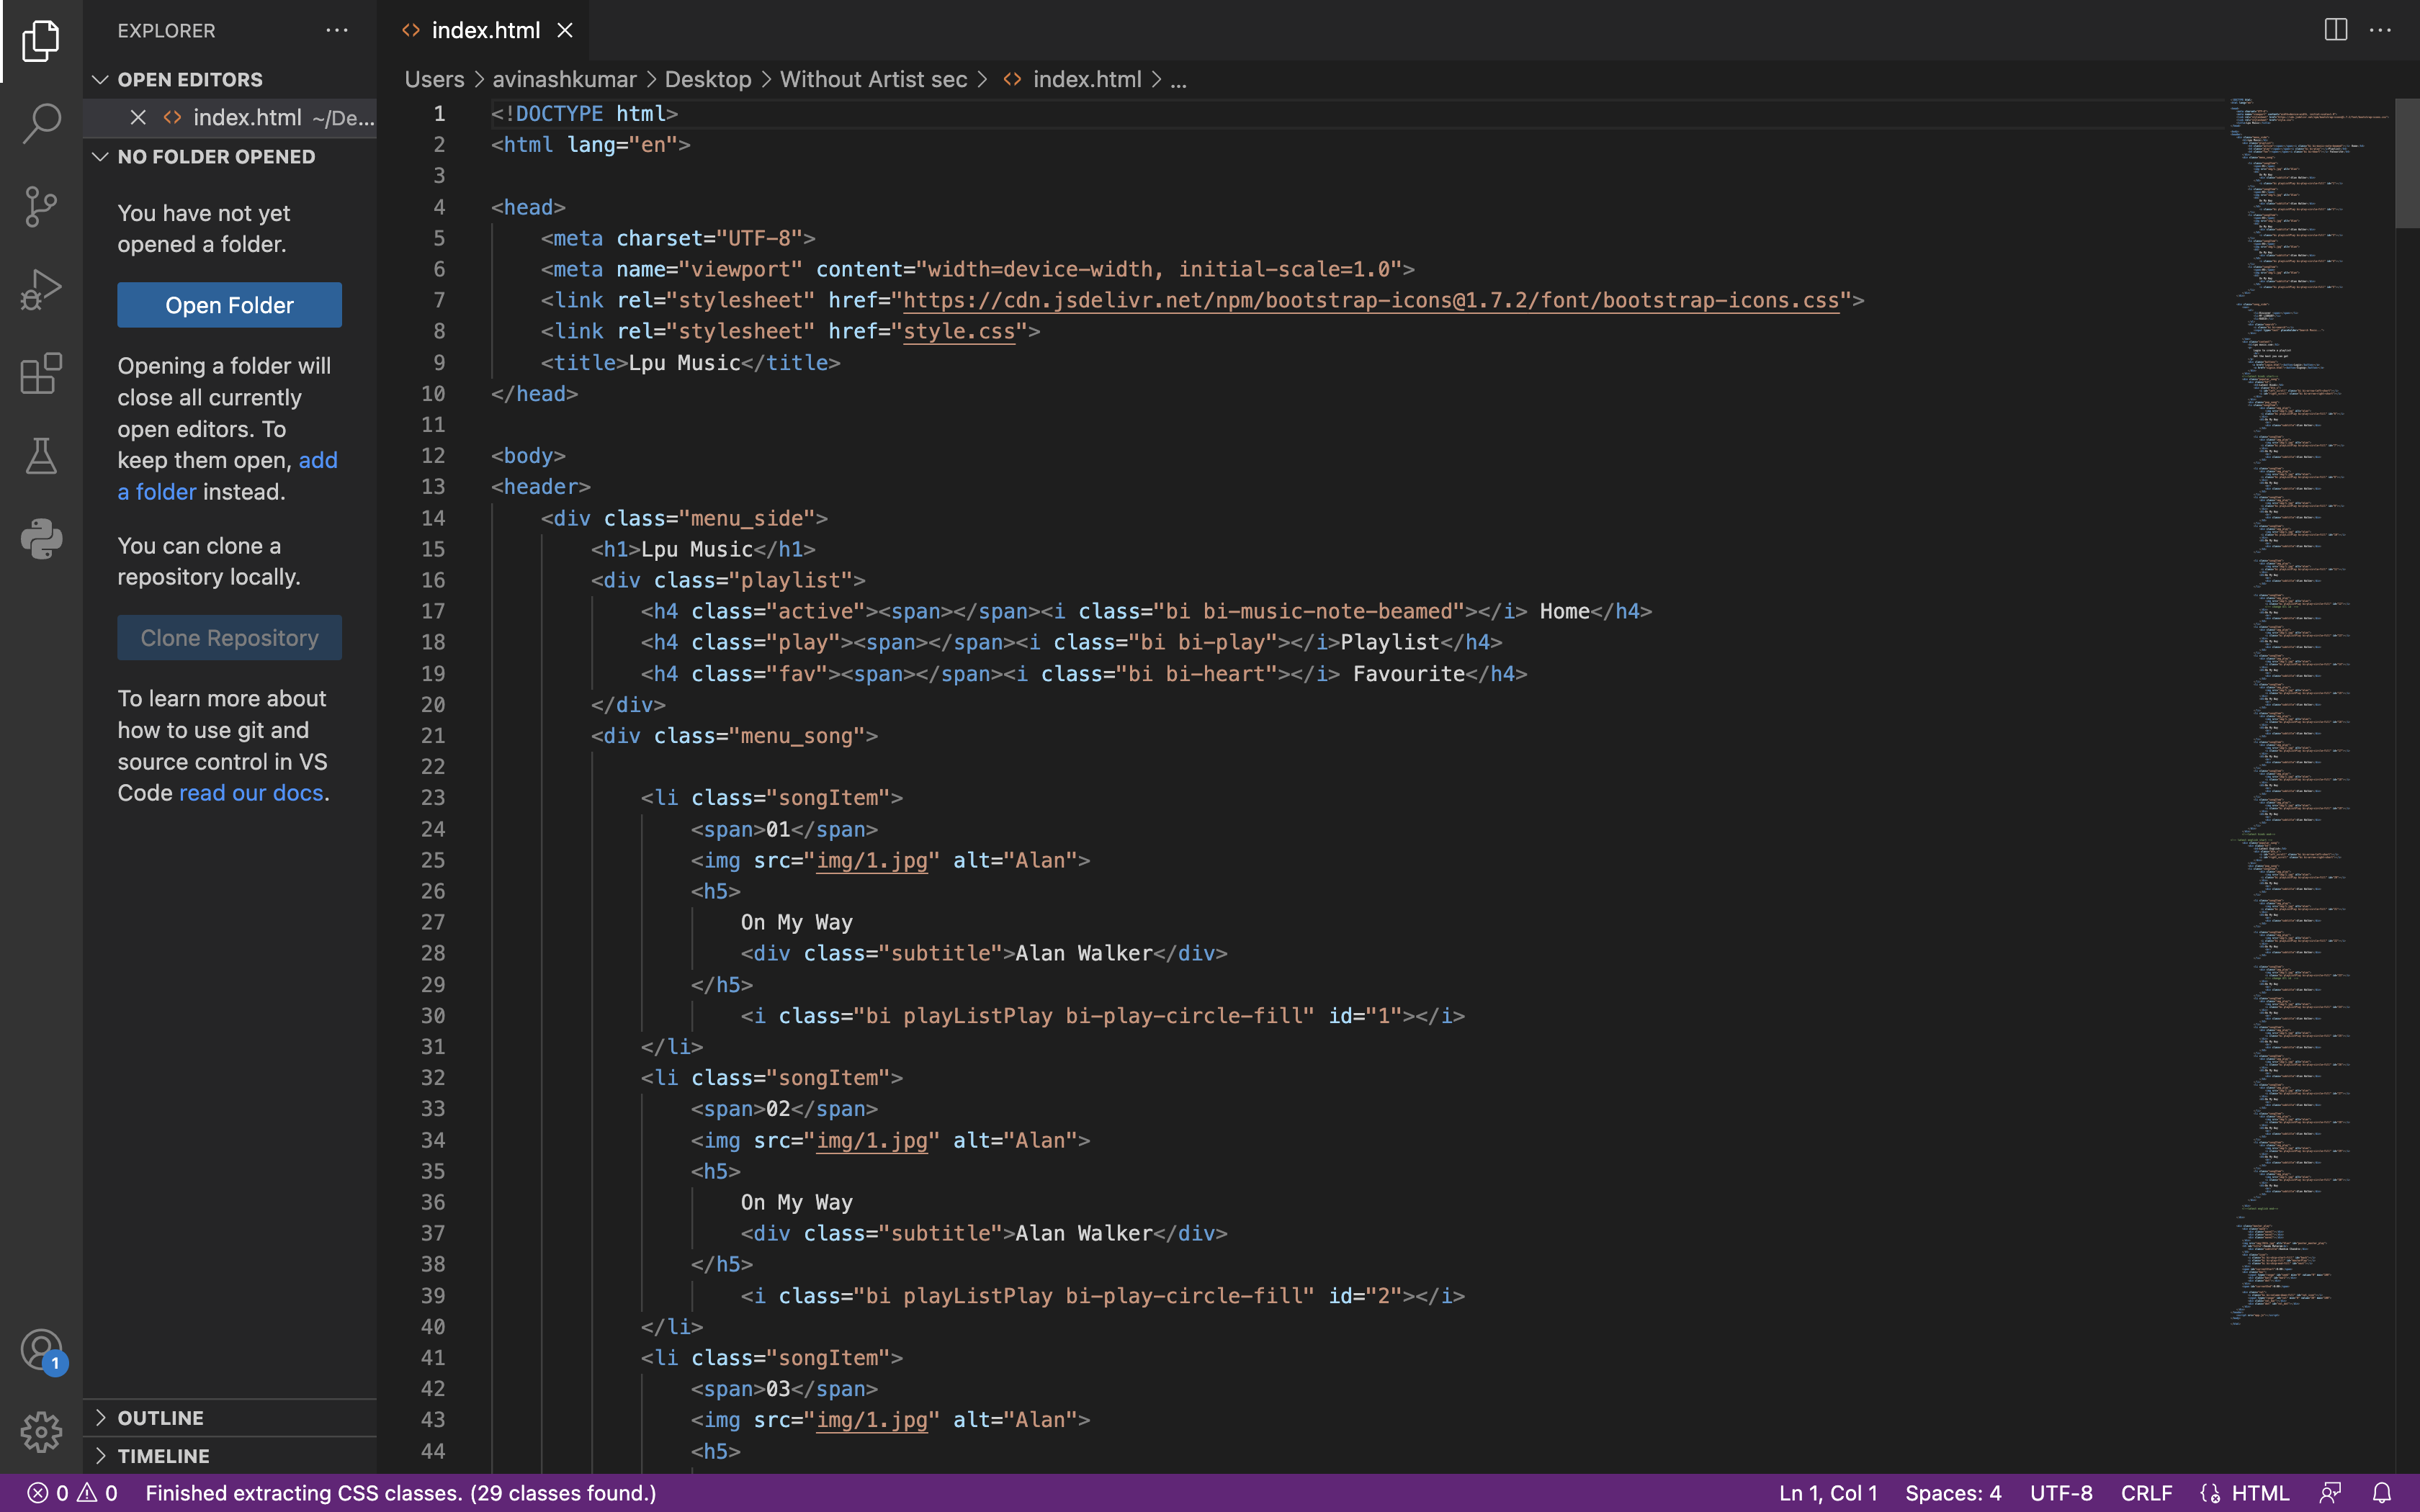 EXPLORER
OPEN EDITORS
index.html ~/De...
NO FOLDER OPENED
You have not yet
opened a folder.
Open Folder
Opening a folder will
close all currently
open editors. To
keep them open, add
a folder instead.
You can clone a
repository locally.
Clone Repository
To learn more about
how to use git and
source control in VS
Code read our docs.
OUTLINE
TIMELINE
1
index.html
Users > avinashkumar > Desktop > Without Artist sec > <> index.html > ...
1 <!DOCTYPE html>
2 <html lang="en">
3
4 <head>
5 <meta charset="UTF-8">
6 <meta name="viewport" content="width=device-width, initial-scale=1.0">
7 <link rel="stylesheet" href="https://cdn.jsdelivr.net/npm/bootstrap-icons@1.7.2/font/bootstrap-icons.css">
8 <link rel="stylesheet" href="style.css">
9 <title>Lpu Music</title>
10 </head>
11
12 <body>
13 <header>
14 <div class="menu_side">
15 <h1>Lpu Music</h1>
16 <div class="playlist">
17 <h4 class="active"><span></span><i class="bi bi-music-note-beamed"></i> Home</h4>
18 <h4 class="play"><span></span><i class="bi bi-play"></i>Playlist</h4>
19 <h4 class="fav"><span></span><i class="bi bi-heart"></i> Favourite</h4>
20 </div>
21 <div class="menu_song">
22
23 <li class="songItem">
24 <span>01</span>
25 <img src="img/1.jpg" alt="Alan">
26 <h5>
27 On My Way
28 <div class="subtitle">Alan Walker</div>
29 </h5>
30 <i class="bi playListPlay bi-play-circle-fill" id="1"></i>
31 </li>
32 <li class="songItem">
33 <span>02</span>
34 <img src="img/1.jpg" alt="Alan">
35 <h5>
36 On My Way
37 <div class="subtitle">Alan Walker</div>
38 </h5>
39 <i class="bi playListPlay bi-play-circle-fill" id="2"></i>
40 </li>
41 <li class="songItem">
42 <span>03</span>
43 <img src="img/1.jpg" alt="Alan">
44 <h5>
0 0 Finished extracting CSS classes. (29 classes found.) Ln 1, Col 1 Spaces: 4 UTF-8 CRLF HTML